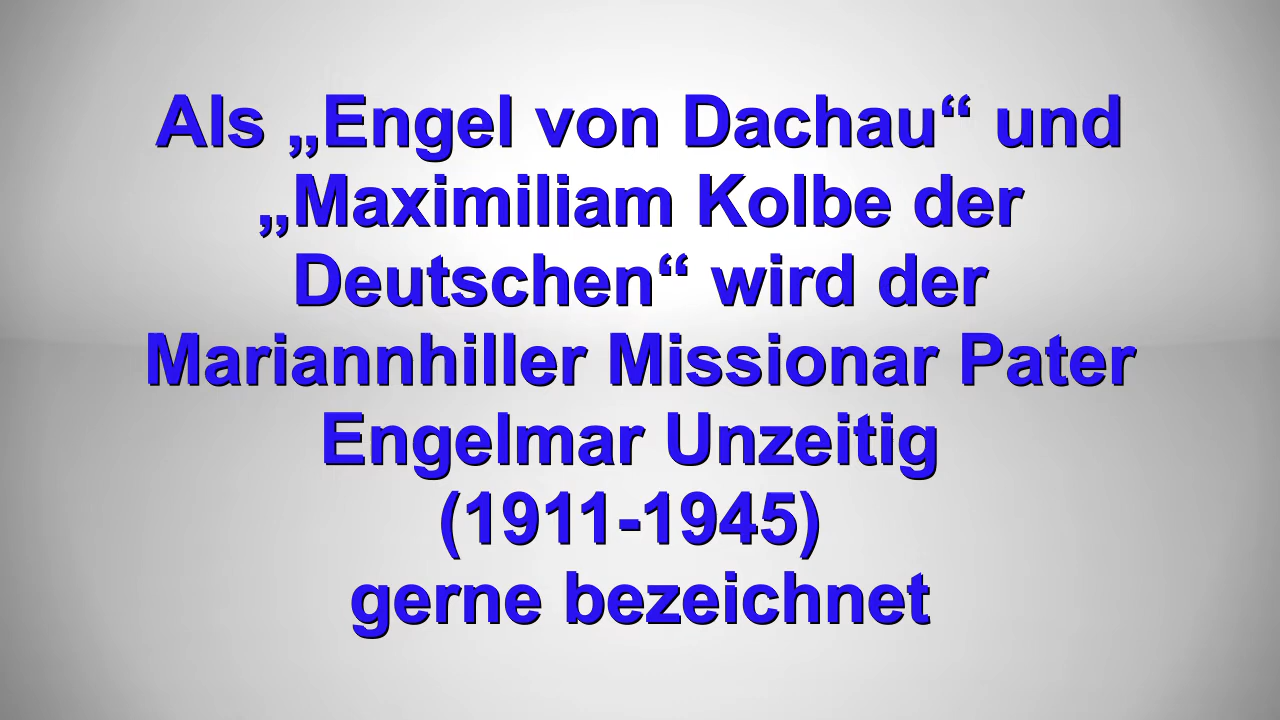 Als „Engel von Dachau“ und
„Maximiliam Kolbe der
Deutschen“ wird der
Mariannhiller Missionar Pater
Engelmar Unzeitig
(1911-1945)
gerne bezeichnet